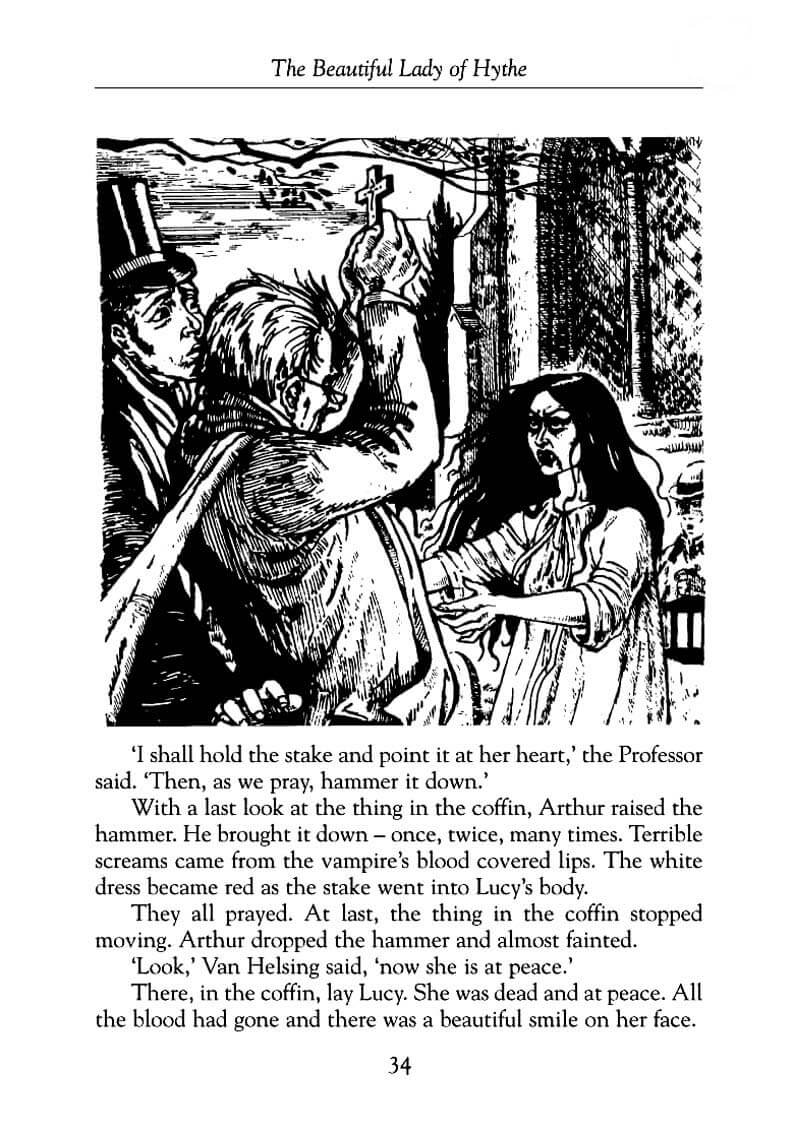 The Beautiful Lady of Hythe
‘I shall hold the stake and point it at her heart,’ the Professor
said. ‘Then, as we pray, hammer it down.’
With a last look at the thing in the coffin, Arthur raised the
hammer. He brought it down – once, twice, many times. Terrible
screams came from the vampire’s blood covered lips. The white
dress became red as the stake went into Lucy’s body.
They all prayed. At last, the thing in the coffin stopped
moving. Arthur dropped the hammer and almost fainted.
‘Look,’ Van Helsing said, ‘now she is at peace.’
There, in the coffin, lay Lucy. She was dead and at peace. All
the blood had gone and there was a beautiful smile on her face.
34